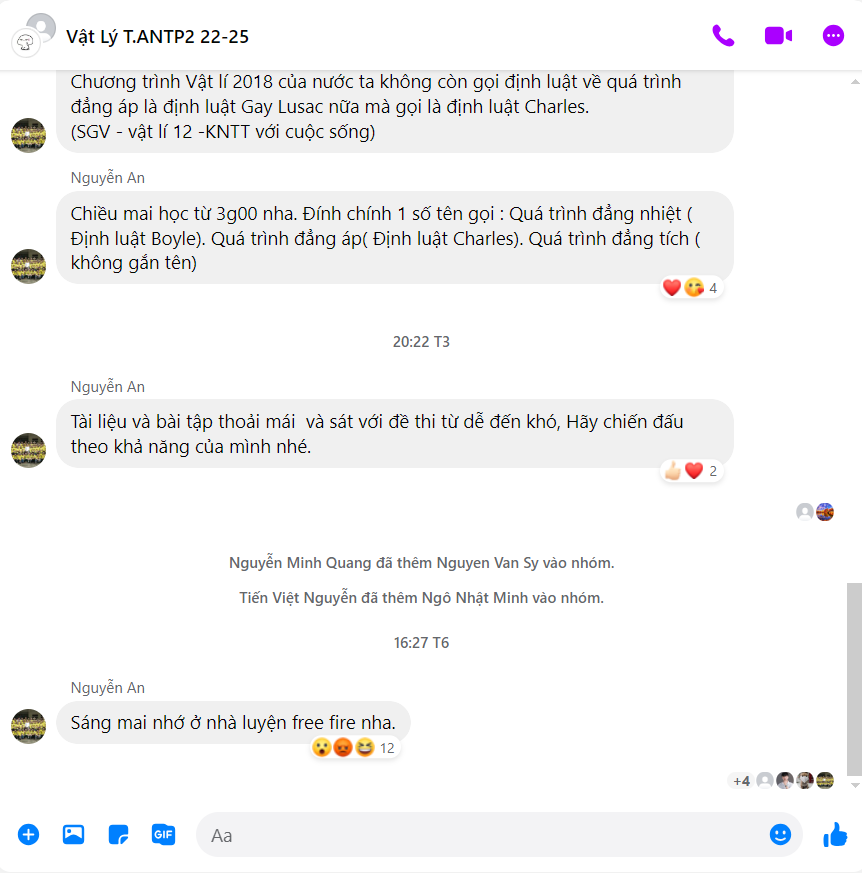 Vật Lý T.ANTP2 22-25
Chương trình Vật lí 2018 của nước ta không còn gọi định luật về quá trình
đẳng áp là định luật Gay Lusac nữa mà gọi là định luật Charles.
(SGV - vật lí 12 -KNTT với cuộc sống)
Nguyễn An
Chiều mai học từ 3g00 nha. Đính chính 1 số tên gọi : Quá trình đẳng nhiệt (
Định luật Boyle). Quá trình đẳng áp( Định luật Charles). Quá trình đẳng tích (
không gắn tên)
4
20:22 T3
Nguyễn An
Tài liệu và bài tập thoải mái  và sát với đề thi từ dễ đến khó, Hãy chiến đấu
theo khả năng của mình nhé.
2
Nguyễn Minh Quang đã thêm Nguyen Van Sy vào nhóm.
Tiến Việt Nguyễn đã thêm Ngô Nhật Minh vào nhóm.
16:27 T6
Nguyễn An
Sáng mai nhớ ở nhà luyện free fire nha.
12
+4
GIF
Aa